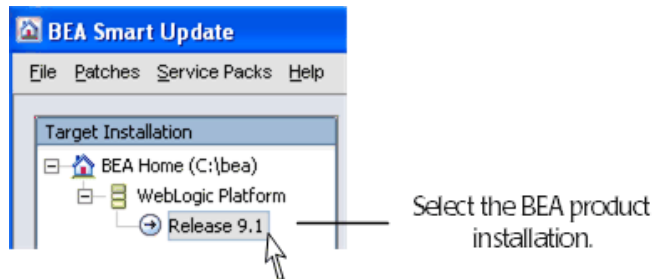 BEA Smart Update
File Patches Service Packs Help
Target Installation
BEA Home (C:\bea)
WebLogic Platform
Release 9.1
Select the BEA product
installation.